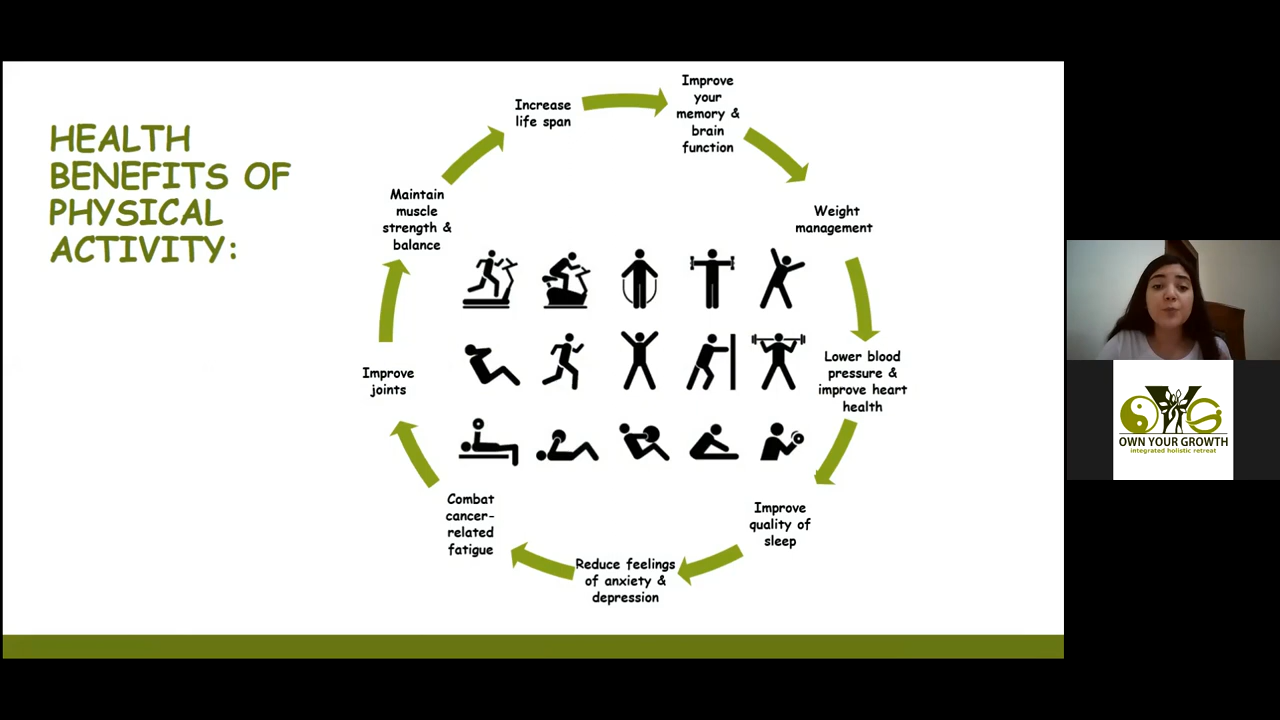 HEALTH
BENEFITS OF
PHYSICAL
ACTIVITY:
Increase
life span
Improve
your
memory &
brain
function
Weight
management
Lower blood
pressure &
improve heart
health
Improve
quality of
sleep
Reduce feelings
of anxiety &
depression
Combat
cancer-
related
fatigue
Improve
joints
Maintain
muscle
strength &
balance
OYG
OWN YOUR GROWTH
integrated holistic retreat